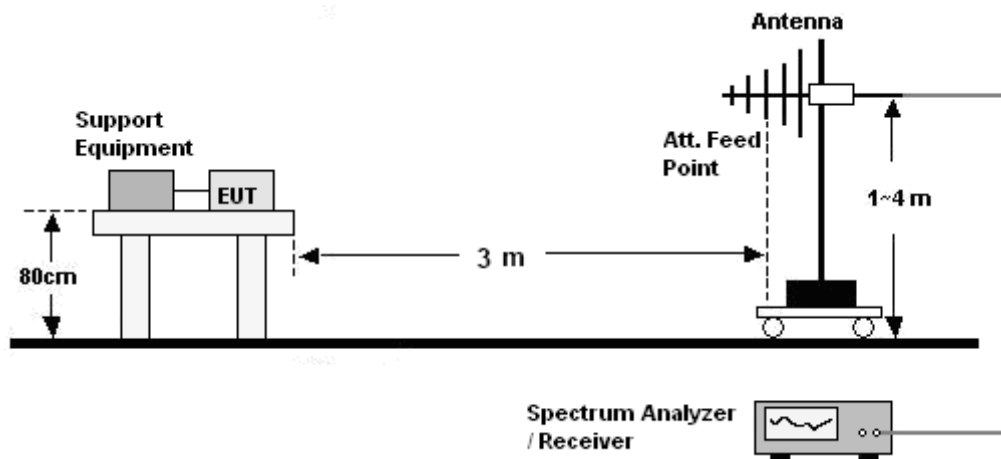 Antenna
Support
Equipment
EUT
Att. Feed
Point
1~4 m
3 m
80cm
Spectrum Analyzer
/ Receiver